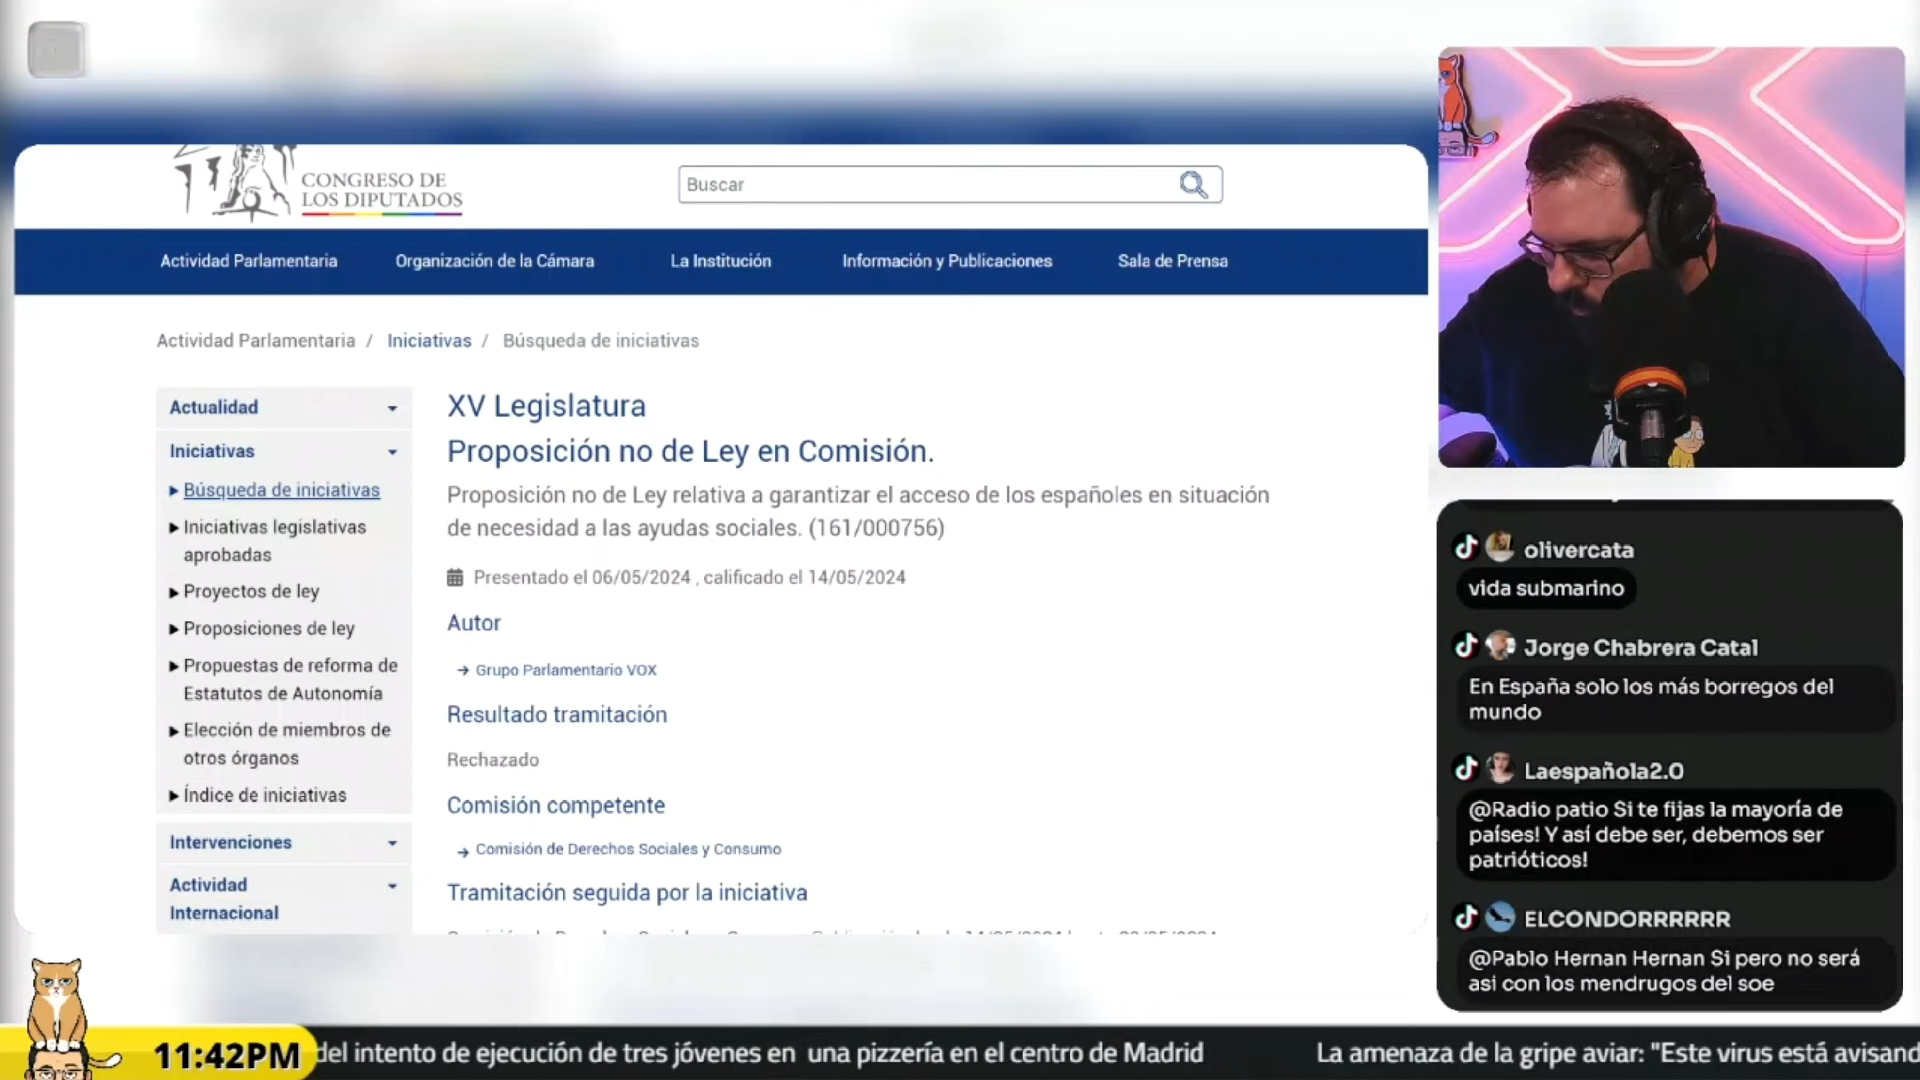 CONGRESO DE
LOS DIPUTADOS
Buscar
Actividad Parlamentaria
Organización de la Cámara
La Institución
Información y Publicaciones
Sala de Prensa
Actividad Parlamentaria / Iniciativas / Búsqueda de iniciativas
Actualidad
Iniciativas
Búsqueda de iniciativas
Iniciativas legislativas
aprobadas
Proyectos de ley
Proposiciones de ley
Propuestas de reforma de
Estatutos de Autonomía
Elección de miembros de
otros órganos
Índice de iniciativas
Intervenciones
Actividad
Internacional
XV Legislatura
Proposición no de Ley en Comisión.
Proposición no de Ley relativa a garantizar el acceso de los españoles en situación
de necesidad a las ayudas sociales. (161/000756)
Presentado el 06/05/2024 , calificado el 14/05/2024
Autor
Grupo Parlamentario VOX
Resultado tramitación
Rechazado
Comisión competente
Comisión de Derechos Sociales y Consumo
Tramitación seguida por la iniciativa
olivercata
vida submarino
Jorge Chabrera Catal
En España solo los más borregos del
mundo
Laespañola2.0
@Radio patio Si te fijas la mayoría de
países! Y así debe ser, debemos ser
patrióticos!
ELCONDORRRRRR
@Pablo Hernan Hernan Si pero no será
asi con los mendrugos del soe
11:42PM
del intento de ejecución de tres jóvenes en una pizzería en el centro de Madrid
La amenaza de la gripe aviar: "Este virus está avisand